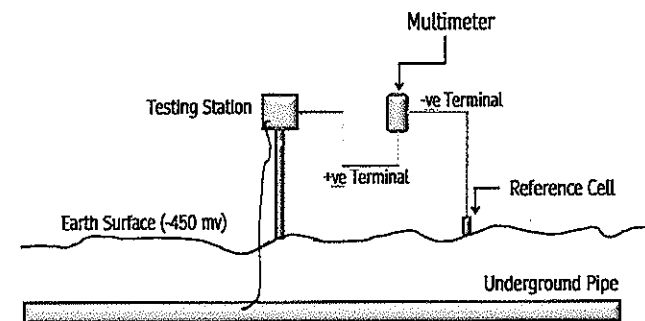 Multimeter
Testing Station
-ve Terminal
+ve Terminal
Reference Cell
Earth Surface (-450 mv)
Underground Pipe